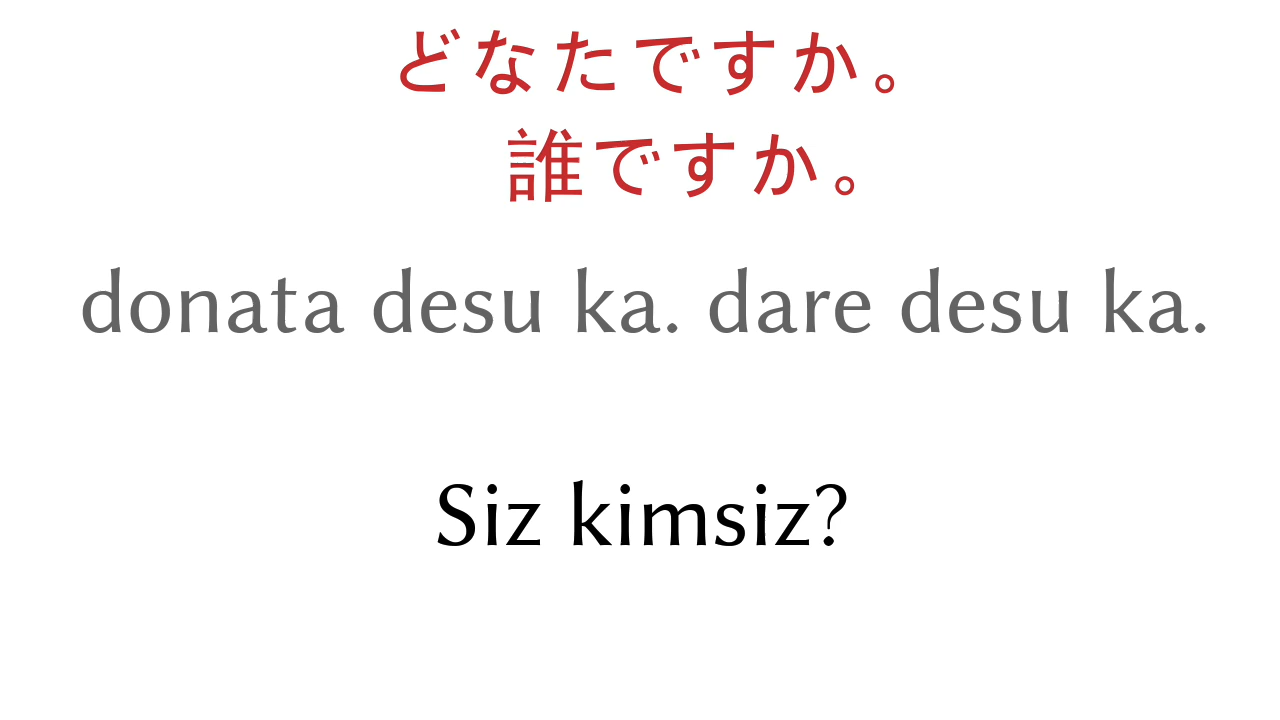 どなたですか。
誰ですか。
donata desu ka. dare desu ka.
Siz kimsiz?